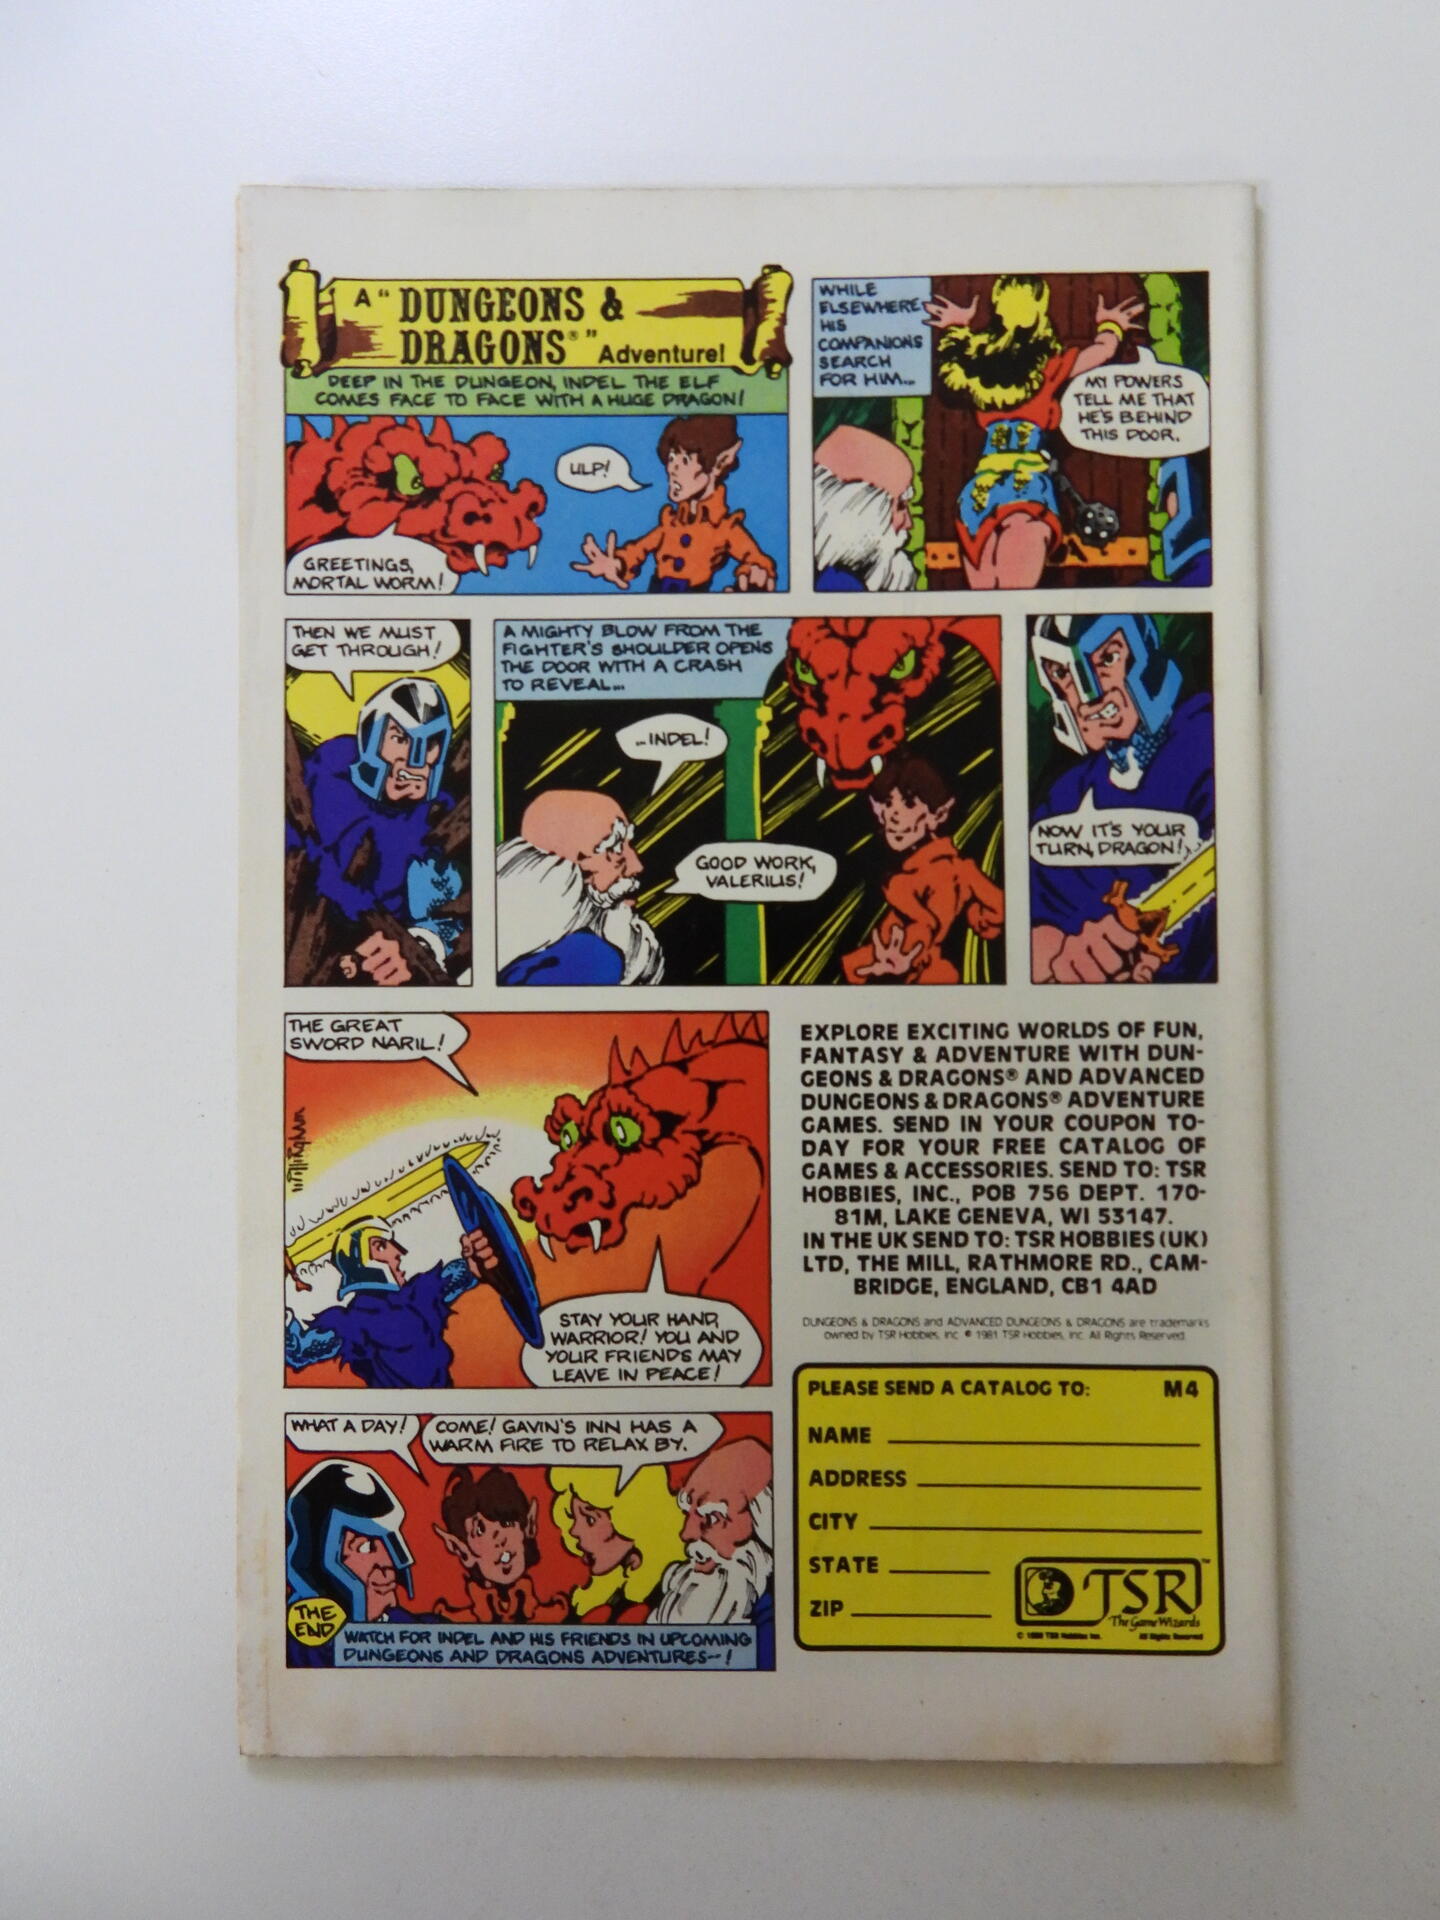 A "DUNGEONS &
DRAGONS®" Adventure!
DEEP IN THE DUNGEON, INDEL THE ELF
COMES FACE TO FACE WITH A HUGE DRAGON!
ULP!
GREETINGS,
MORTAL WORM!
WHILE
ELSEWHERE
HIS
COMPANIONS
SEARCH
FOR HIM...
MY POWERS
TELL ME THAT
HE'S BEHIND
THIS DOOR.
THEN WE MUST
GET THROUGH!
A MIGHTY BLOW FROM THE
FIGHTER'S SHOULDER OPENS
THE DOOR WITH A CRASH
TO REVEAL...
...INDEL!
GOOD WORK,
VALERIUS!
NOW IT'S YOUR
TURN, DRAGON!
THE GREAT
SWORD NARIL!
Willingham
STAY YOUR HAND,
WARRIOR! YOU AND
YOUR FRIENDS MAY
LEAVE IN PEACE!
WHAT A DAY!
COME! GAVIN'S INN HAS A
WARM FIRE TO RELAX BY.
THE
END
WATCH FOR INDEL AND HIS FRIENDS IN UPCOMING
DUNGEONS AND DRAGONS ADVENTURES--!
EXPLORE EXCITING WORLDS OF FUN,
FANTASY & ADVENTURE WITH DUN-
GEONS & DRAGONS® AND ADVANCED
DUNGEONS & DRAGONS® ADVENTURE
GAMES. SEND IN YOUR COUPON TO-
DAY FOR YOUR FREE CATALOG OF
GAMES & ACCESSORIES. SEND TO: TSR
HOBBIES, INC., POB 756 DEPT. 170-
81M, LAKE GENEVA, WI 53147.
IN THE UK SEND TO: TSR HOBBIES (UK)
LTD, THE MILL, RATHMORE RD., CAM-
BRIDGE, ENGLAND, CB1 4AD
DUNGEONS & DRAGONS and ADVANCED DUNGEONS & DRAGONS are trademarks
owned by TSR Hobbies, Inc. © 1981 TSR Hobbies, Inc. All Rights Reserved.
PLEASE SEND A CATALOG TO: M4
NAME
ADDRESS
CITY
STATE
ZIP
TSR™
The Game Wizards
© 1980 TSR Hobbies Inc. All Rights Reserved